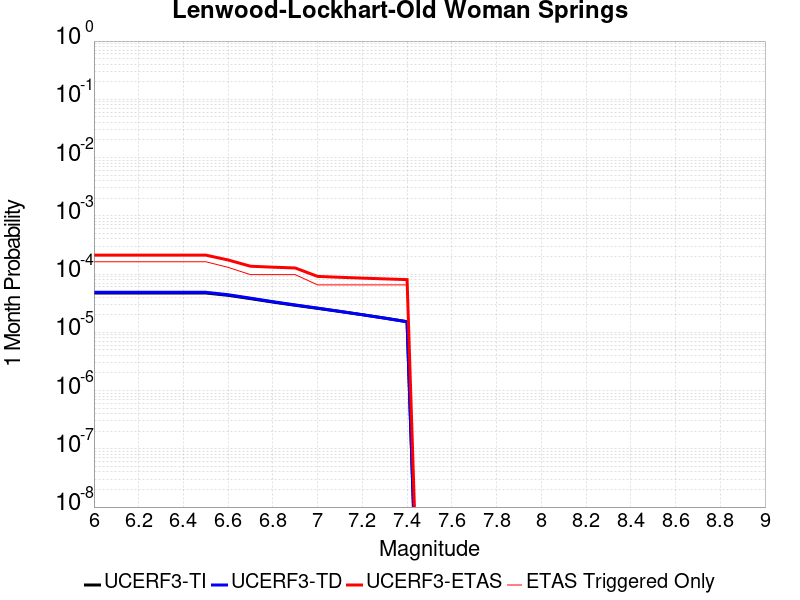 Lenwood-Lockhart-Old Woman Springs
10^0
10^-1
10^-2
10^-3
10^-4
10^-5
10^-6
10^-7
10^-8
1 Month Probability
6 6.2 6.4 6.6 6.8 7 7.2 7.4 7.6 7.8 8 8.2 8.4 8.6 8.8 9
Magnitude
UCERF3-TI UCERF3-TD UCERF3-ETAS ETAS Triggered Only